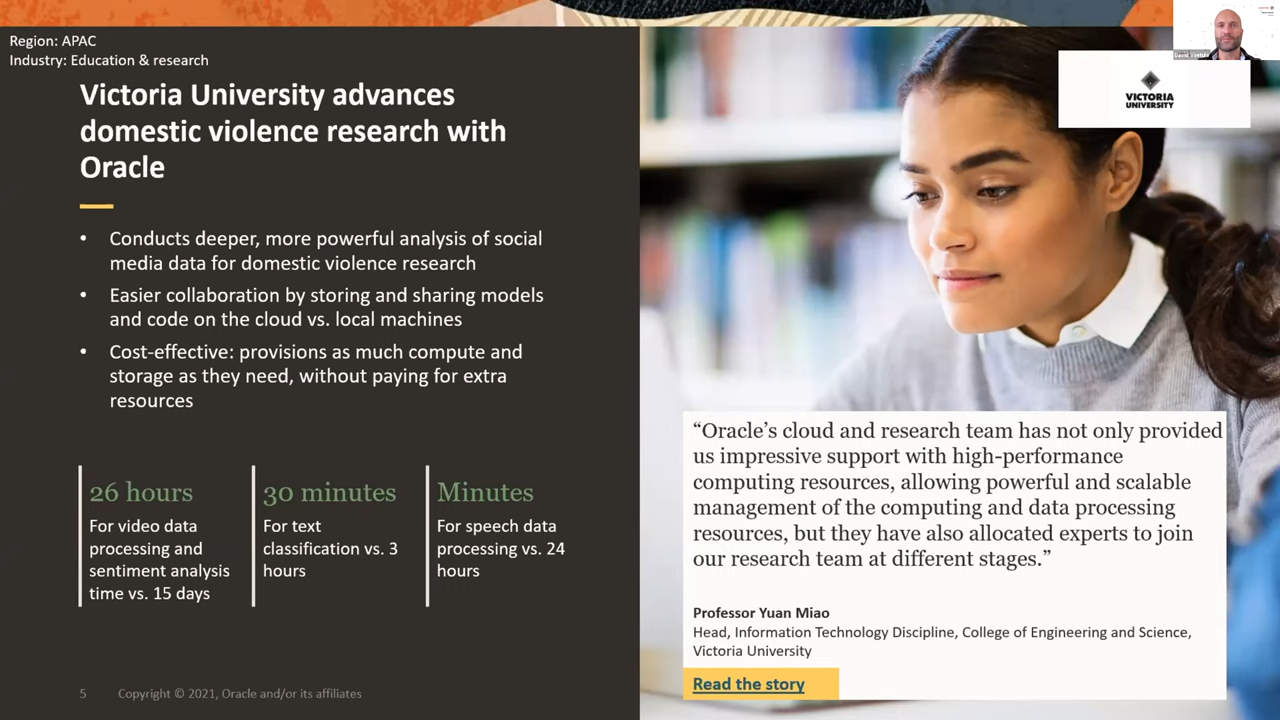 Region: APAC
Industry: Education & research
Victoria University advances
domestic violence research with
Oracle
• Conducts deeper, more powerful analysis of social
media data for domestic violence research
• Easier collaboration by storing and sharing models
and code on the cloud vs. local machines
• Cost-effective: provisions as much compute and
storage as they need, without paying for extra
resources
26 hours
For video data
processing and
sentiment analysis
time vs. 15 days
30 minutes
For text
classification vs. 3
hours
Minutes
For speech data
processing vs. 24
hours
5 Copyright © 2021, Oracle and/or its affiliates
VICTORIA
UNIVERSITY
“Oracle’s cloud and research team has not only provided
us impressive support with high-performance
computing resources, allowing powerful and scalable
management of the computing and data processing
resources, but they have also allocated experts to join
our research team at different stages.”
Professor Yuan Miao
Head, Information Technology Discipline, College of Engineering and Science,
Victoria University
Read the story
David